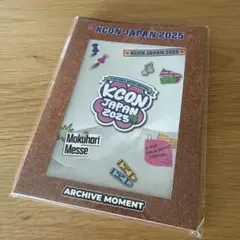 KCON JAPAN 2025
KCON JAPAN 2025
KCON
JAPAN
2025
Makuhari
Messe
ARCHIVE MOMENT